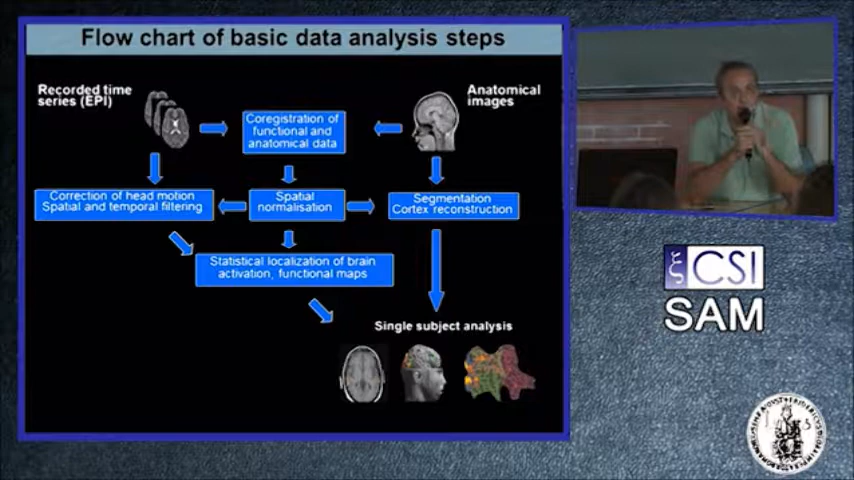 Flow chart of basic data analysis steps
Recorded time
series (EPI)
Anatomical
images
Coregistration of
functional and
anatomical data
Correction of head motion
Spatial and temporal filtering
Spatial
normalisation
Segmentation
Cortex reconstruction
Statistical localization of brain
activation, functional maps
Single subject analysis
CSI
SAM